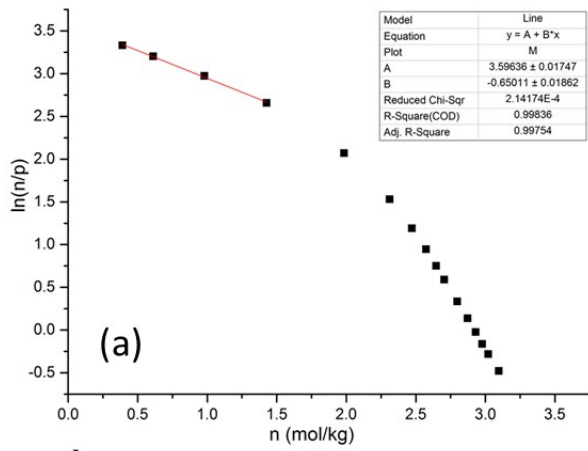 Model Line
Equation y = A + B*x
Plot M
A 3.59636 ± 0.01747
B -0.65011 ± 0.01862
Reduced Chi-Sqr 2.14174E-4
R-Square(COD) 0.99836
Adj. R-Square 0.99754
ln(n/p)
3.5
3.0
2.5
2.0
1.5
1.0
0.5
0.0
-0.5
(a)
0.0 0.5 1.0 1.5 2.0 2.5 3.0 3.5
n (mol/kg)